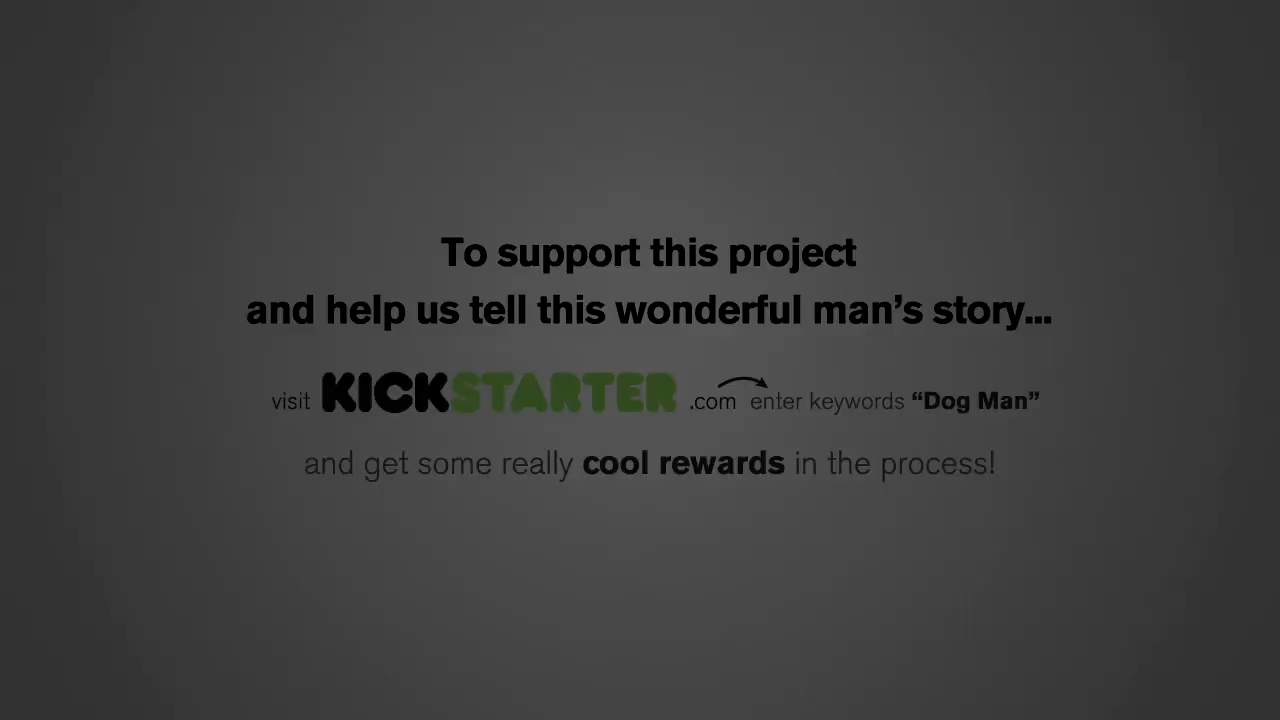 To support this project
and help us tell this wonderful man’s story...
visit KICKSTARTER .com enter keywords “Dog Man”
and get some really cool rewards in the process!